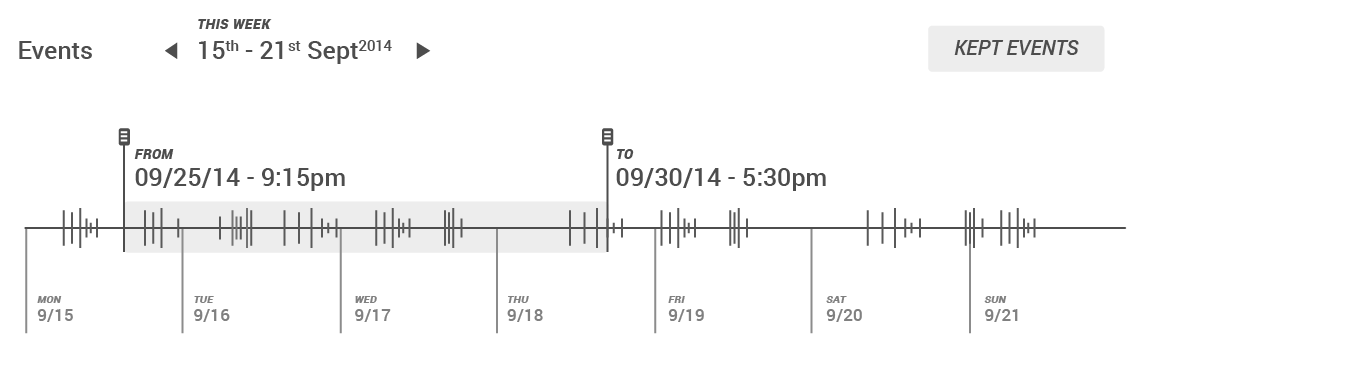 THIS WEEK
Events 15th - 21st Sept2014
KEPT EVENTS
FROM
09/25/14 - 9:15pm
TO
09/30/14 - 5:30pm
MON
9/15
TUE
9/16
WED
9/17
THU
9/18
FRI
9/19
SAT
9/20
SUN
9/21